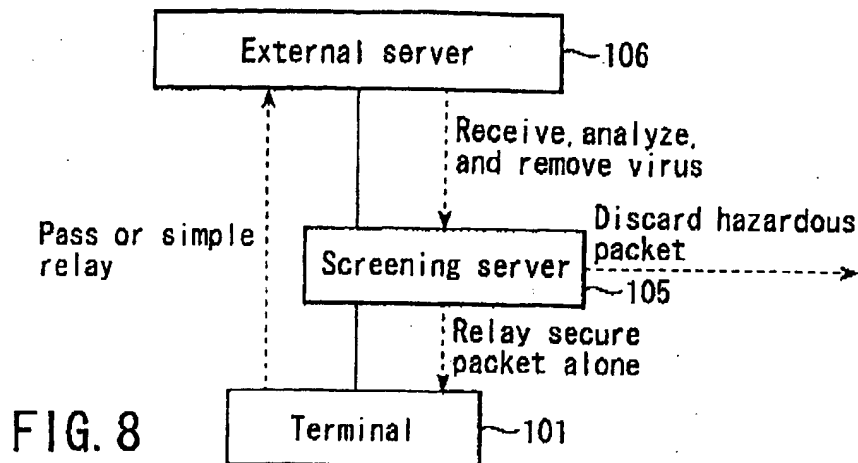 External server
106
Receive, analyze,
and remove virus
Pass or simple
relay
Discard hazardous
packet
Screening server
105
Relay secure
packet alone
Terminal
101
FIG. 8